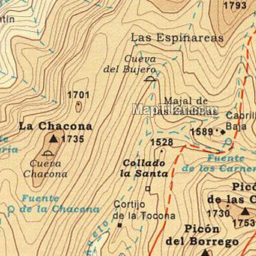 1793
Las Espinareas
Cueva
del Bujero
1701
Majal de
La Chacona
1735
1589
Cabril
Baja
1528
Cueva
Chacona
Collado
la Santa
Fuente
de los Carner
Fuente
de la Chacona
Cortijo
de la Tocona
Picó
de las C
1730
1753
Picón
del Borrego